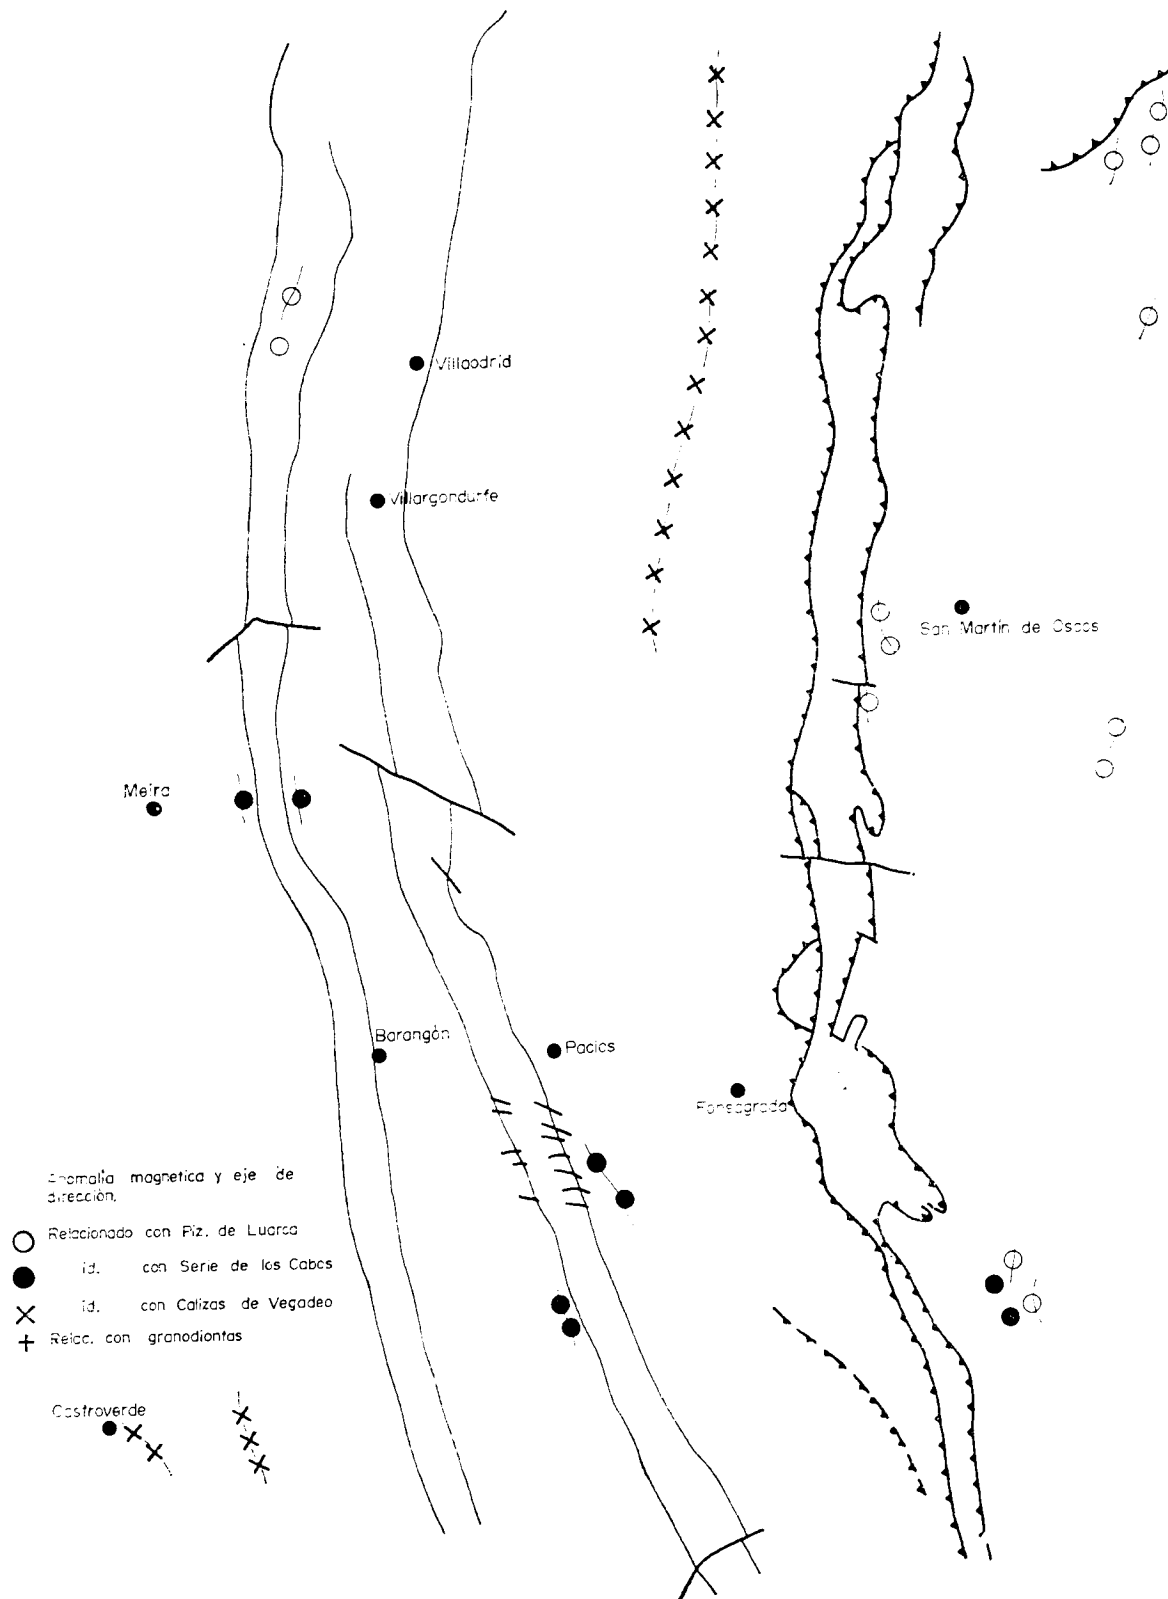 Villaodrid
Villargondurfe
San Martín de Oscos
Meira
Barangón
Pacios
Fonsagrada
Anomalia magnetica y eje de
dirección.
Relacionado con Piz. de Luarca
id. con Serie de los Cabos
id. con Calizas de Vegadeo
Relac. con granodioritas
Castroverde